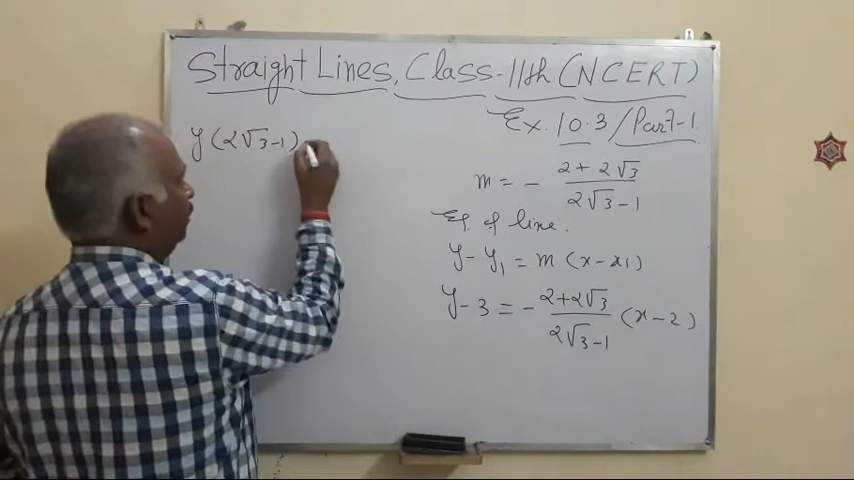 Straight Lines, Class-11th (NCERT)
Ex. 10.3 / Part-1
y(2√3-1)
m = - (2+2√3)/(2√3-1)
Eq. of line.
y-y₁ = m (x-x1)
y-3 = - (2+2√3)/(2√3-1) (x-2)